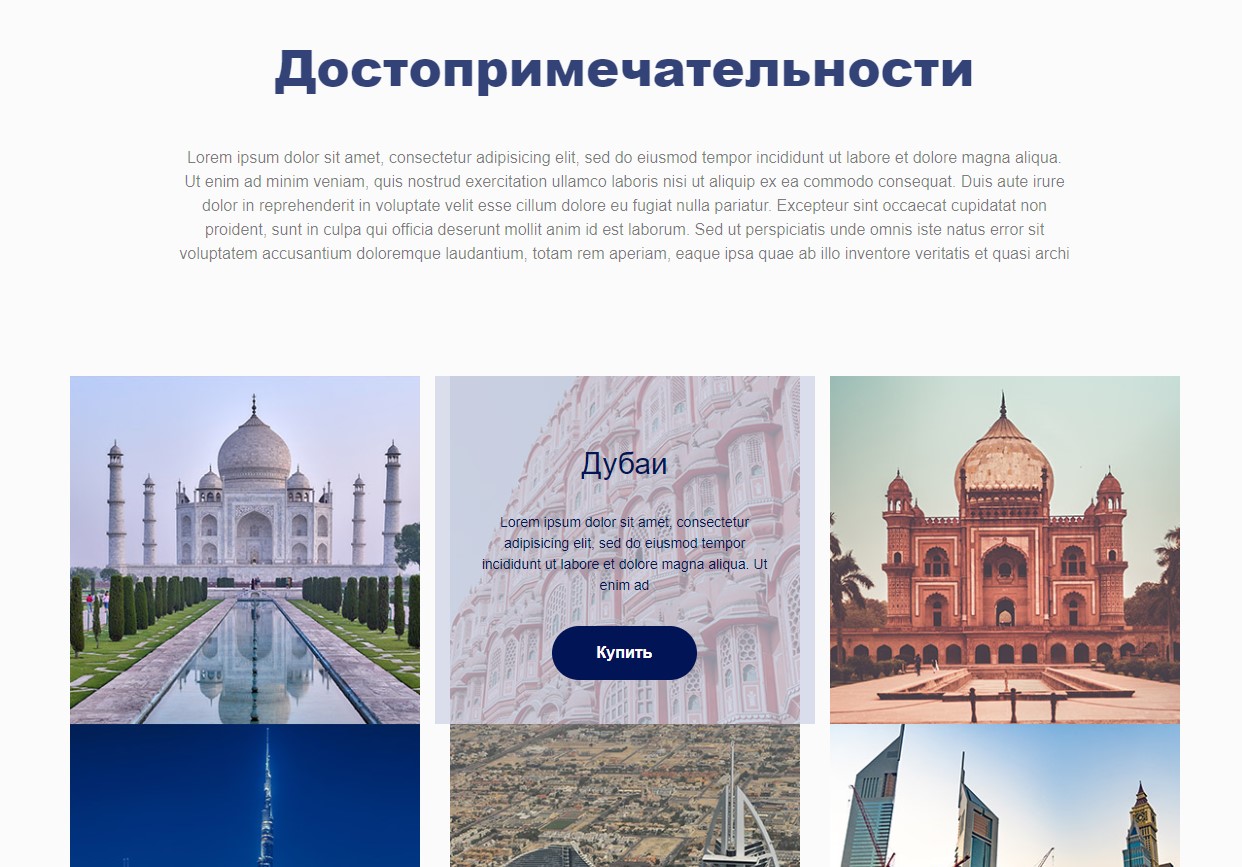 Достопримечательности
Lorem ipsum dolor sit amet, consectetur adipisicing elit, sed do eiusmod tempor incididunt ut labore et dolore magna aliqua.
Ut enim ad minim veniam, quis nostrud exercitation ullamco laboris nisi ut aliquip ex ea commodo consequat. Duis aute irure
dolor in reprehenderit in voluptate velit esse cillum dolore eu fugiat nulla pariatur. Excepteur sint occaecat cupidatat non
proident, sunt in culpa qui officia deserunt mollit anim id est laborum. Sed ut perspiciatis unde omnis iste natus error sit
voluptatem accusantium doloremque laudantium, totam rem aperiam, eaque ipsa quae ab illo inventore veritatis et quasi archi
Дубаи
Lorem ipsum dolor sit amet, consectetur
adipisicing elit, sed do eiusmod tempor
incididunt ut labore et dolore magna aliqua. Ut
enim ad
Купить